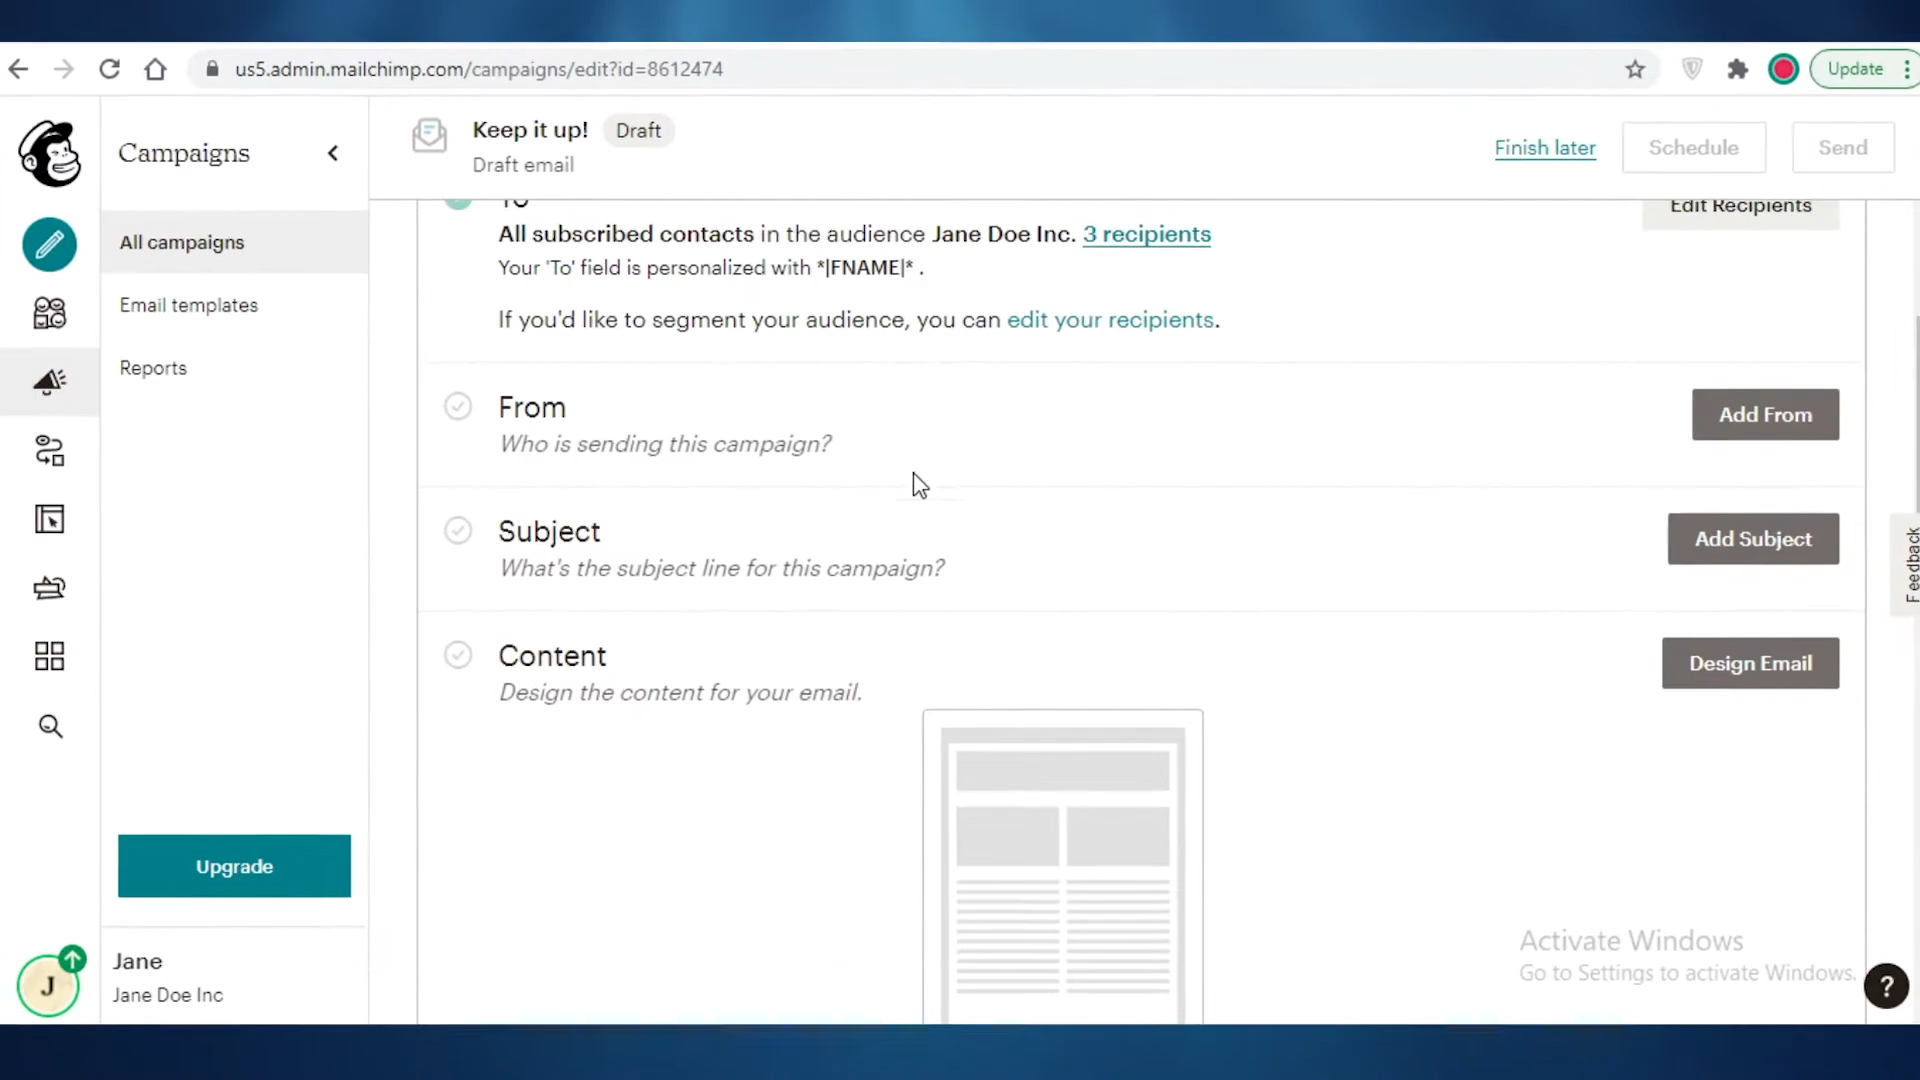 us5.admin.mailchimp.com/campaigns/edit?id=8612474
Update
Campaigns
Keep it up!
Draft
Draft email
Finish later
Schedule
Send
All campaigns
Email templates
Reports
To
Edit Recipients
All subscribed contacts in the audience Jane Doe Inc. 3 recipients
Your 'To' field is personalized with *|FNAME|* .
If you'd like to segment your audience, you can edit your recipients.
From
Who is sending this campaign?
Add From
Subject
What's the subject line for this campaign?
Add Subject
Content
Design the content for your email.
Design Email
Feedback
Upgrade
J
Jane
Jane Doe Inc
Activate Windows
Go to Settings to activate Windows.
?